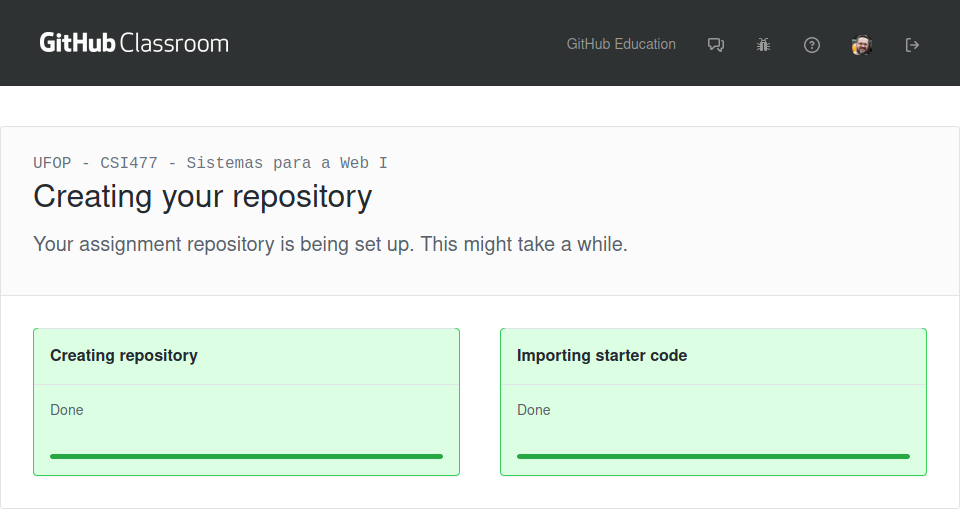 GitHub Classroom
GitHub Education
UFOP - CSI477 - Sistemas para a Web I
Creating your repository
Your assignment repository is being set up. This might take a while.
Creating repository
Done
Importing starter code
Done